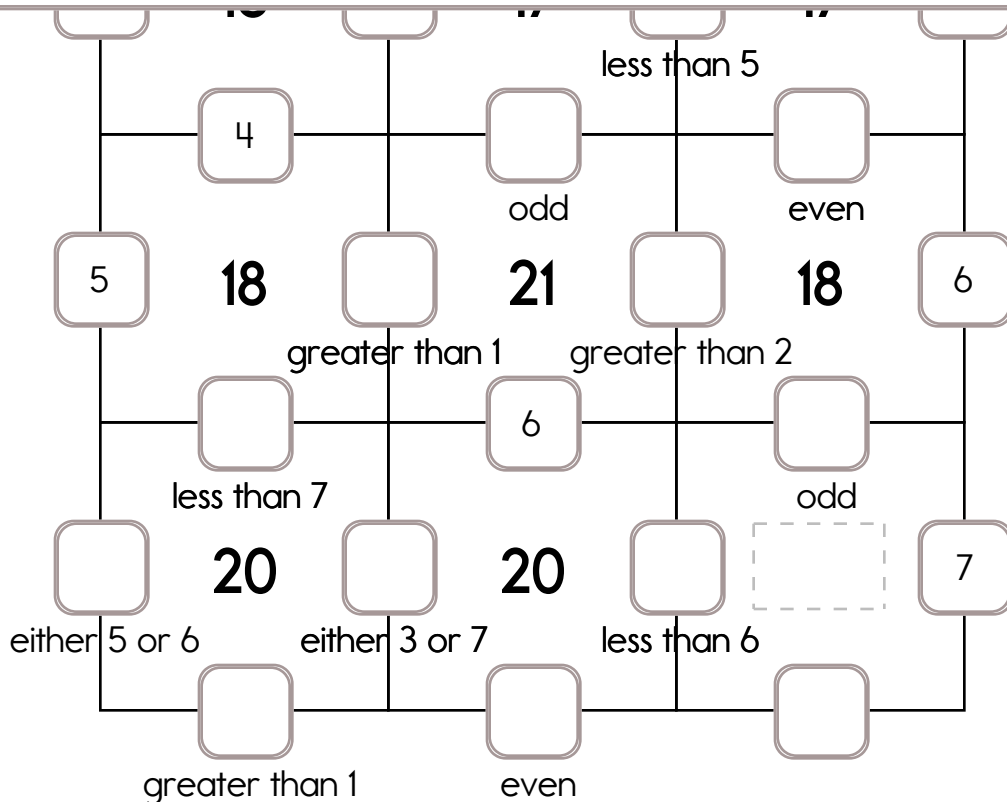 less than 5
4
odd even
5 18 21 18 6
greater than 1 greater than 2
6
less than 7 odd
20 20 7
either 5 or 6 either 3 or 7 less than 6
greater than 1 even